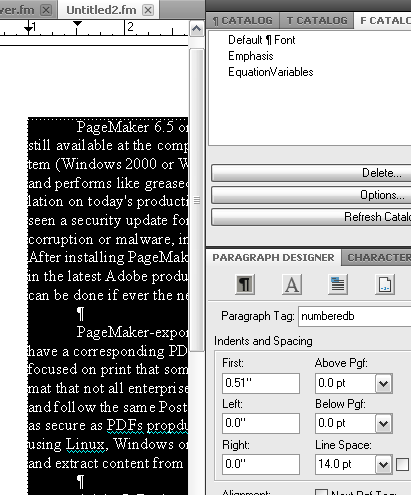 ver.fm
Untitled2.fm
1 2
PageMaker 6.5 or
still available at the comp
tem (Windows 2000 or W
and performs like grease
lation on today's producti
seen a security update for
corruption or malware, in
After installing PageMak
in the latest Adobe produ
can be done if ever the ne
¶
PageMaker-expor
have a corresponding PD
focused on print that som
mat that not all enterprise
and follow the same Post
as secure as PDFs propdu
using Linux, Windows or
and extract content from
¶
¶ CATALOG T CATALOG F CATAL
Default ¶ Font
Emphasis
EquationVariables
Delete...
Options...
Refresh Catalo
PARAGRAPH DESIGNER CHARACTER
Paragraph Tag: numberedb
Indents and Spacing
First: Above Pgf:
0.51" 0.0 pt
Left: Below Pgf:
0.0" 0.0 pt
Right: Line Space:
0.0" 14.0 pt
Alignment: Next Pgf Tag: